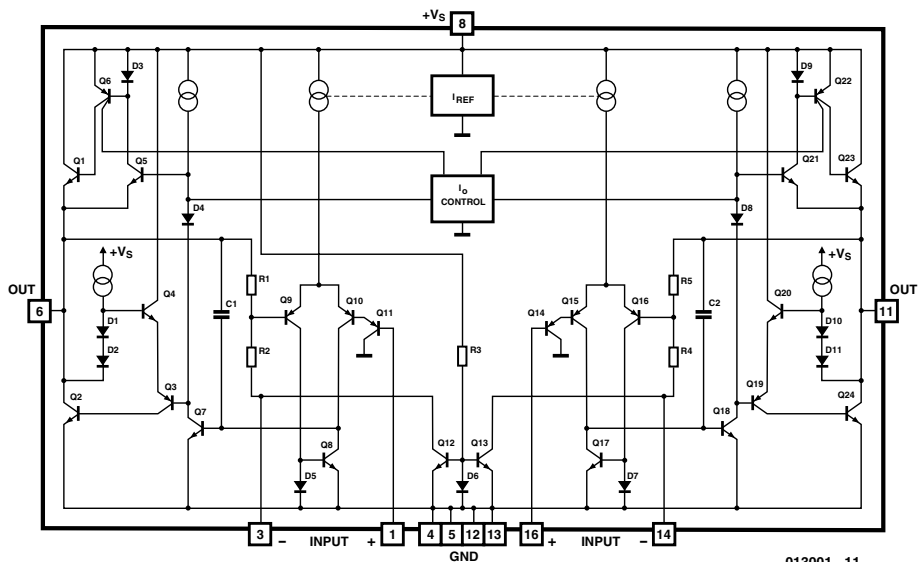 +VS
8
D3
D9
Q6
Q22
IREF
Q1
Q5
Q21
Q23
Io
CONTROL
D4
D8
+VS
+VS
OUT
OUT
6
11
Q4
C1
R1
Q9
Q10
Q11
Q14
Q15
Q16
R5
C2
Q20
D1
D10
D2
D11
R2
R3
R4
Q2
Q3
Q7
Q19
Q18
Q24
Q12
Q13
Q8
Q17
D5
D6
D7
3
–
INPUT
+
1
4
5
12
13
16
+
INPUT
–
14
GND
013001 - 11